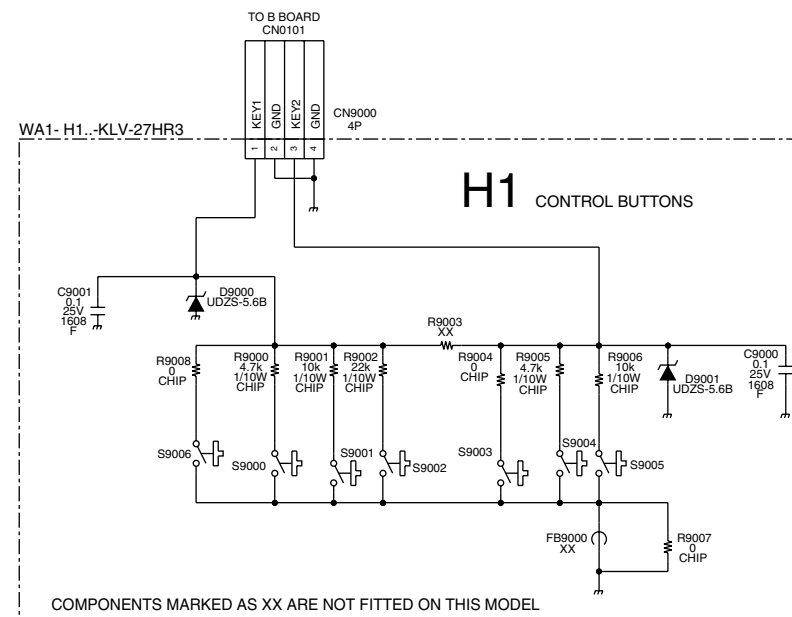 TO B BOARD
CN0101
KEY1
GND
KEY2
GND
1
2
3
4
CN9000
4P
WA1- H1..-KLV-27HR3
H1 CONTROL BUTTONS
C9001
0.1
25V
1608
F
D9000
UDZS-5.6B
R9003
XX
R9008
0
CHIP
R9000
4.7k
1/10W
CHIP
R9001
10k
1/10W
CHIP
R9002
22k
1/10W
CHIP
R9004
0
CHIP
R9005
4.7k
1/10W
CHIP
R9006
10k
1/10W
CHIP
D9001
UDZS-5.6B
C9000
0.1
25V
1608
F
S9006
S9000
S9001
S9002
S9003
S9004
S9005
FB9000
XX
R9007
0
CHIP
COMPONENTS MARKED AS XX ARE NOT FITTED ON THIS MODEL